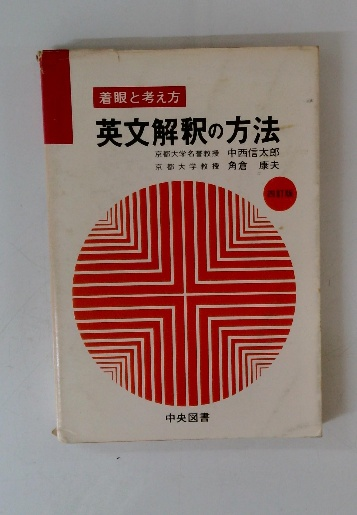 着眼と考え方
英文解釈の方法
京都大学名誉教授 中西信太郎
京都大学教授 角倉 康夫
改訂版
中央図書